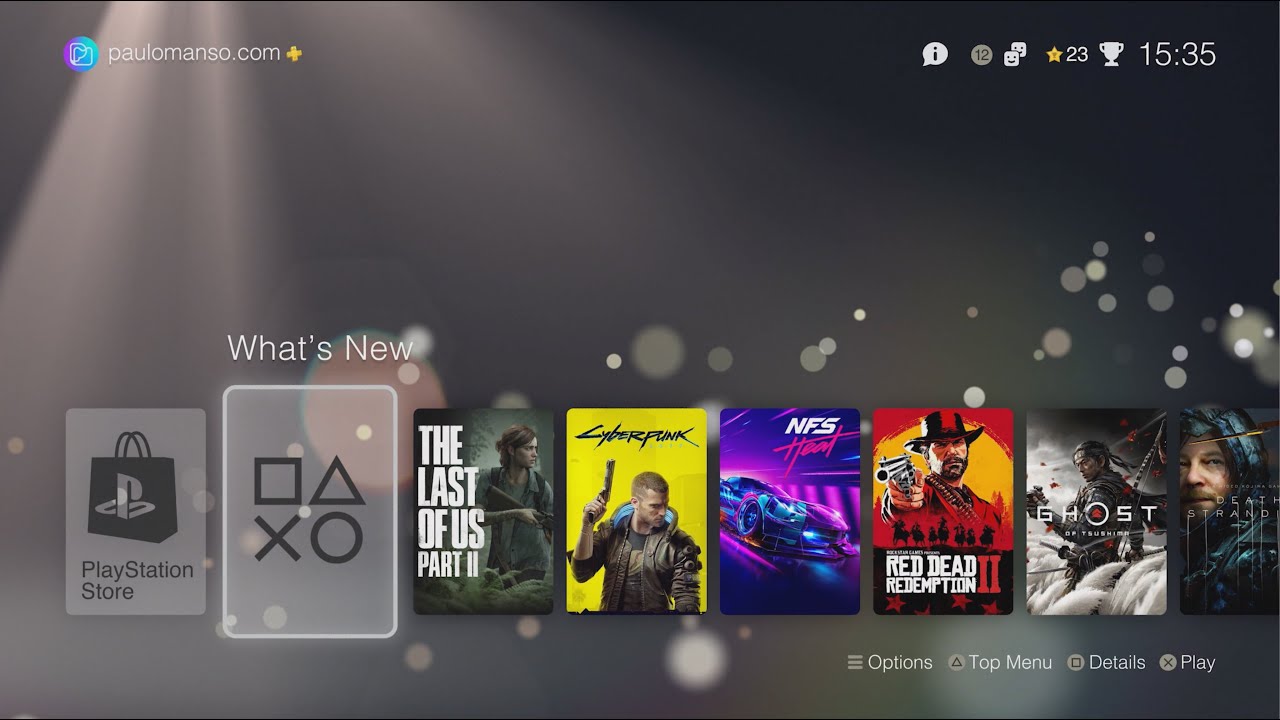 paulomanso.com
12
23
15:35
What's New
PlayStation
Store
THE
LAST
OF US
PART II
CYBERPUNK
NFS
Heat
ROCKSTAR GAMES PRESENTS
RED DEAD
REDEMPTION II
GHOST
OF TSUSHIMA
DEATH
Options
Top Menu
Details
Play